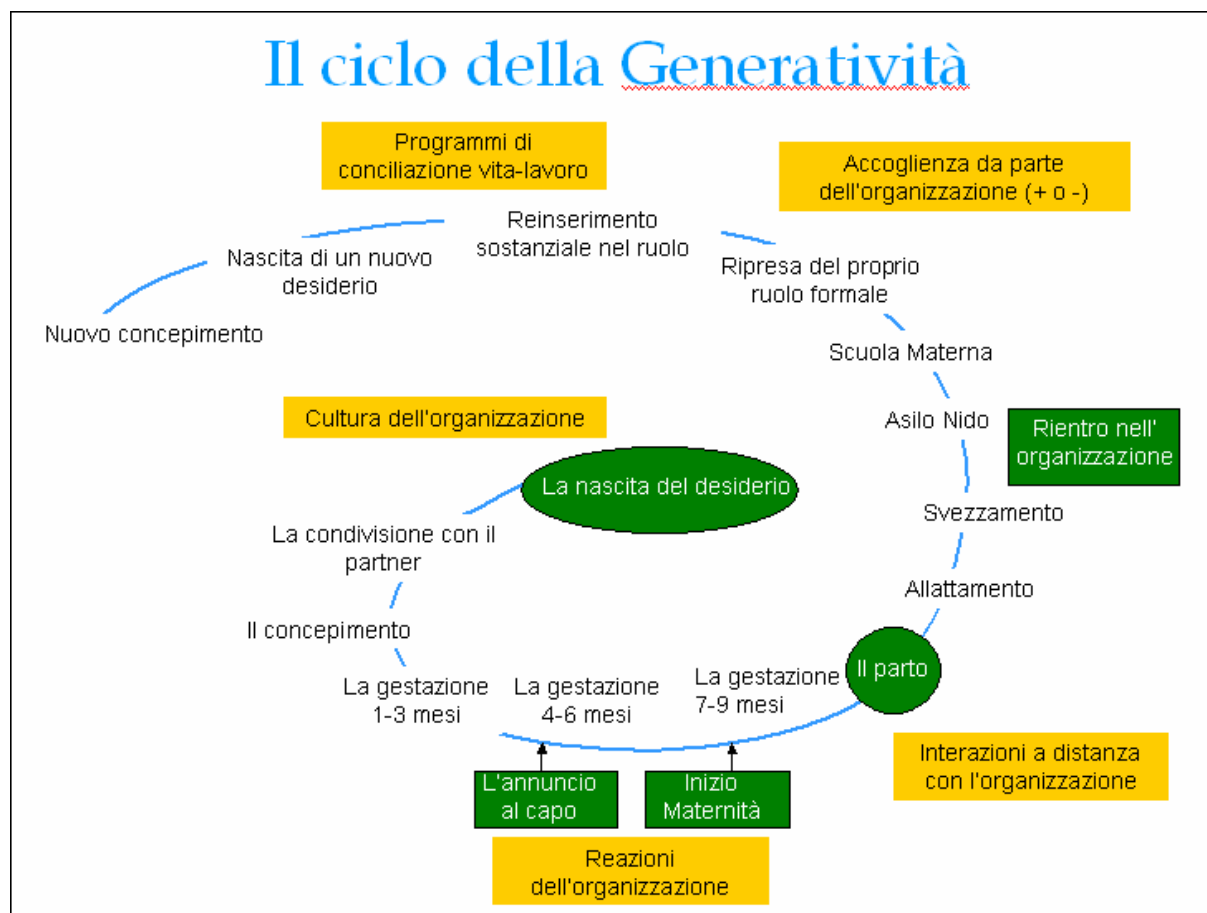 Il ciclo della Generatività
Programmi di
conciliazione vita-lavoro
Accoglienza da parte
dell'organizzazione (+ o -)
Reinserimento
sostanziale nel ruolo
Nascita di un nuovo
desiderio
Ripresa del proprio
ruolo formale
Nuovo concepimento
Scuola Materna
Cultura dell'organizzazione
Asilo Nido
Rientro nell'
organizzazione
La nascita del desiderio
Svezzamento
La condivisione con il
partner
Allattamento
Il concepimento
La gestazione
1-3 mesi
La gestazione
4-6 mesi
La gestazione
7-9 mesi
Il parto
L'annuncio
al capo
Inizio
Maternità
Interazioni a distanza
con l'organizzazione
Reazioni
dell'organizzazione